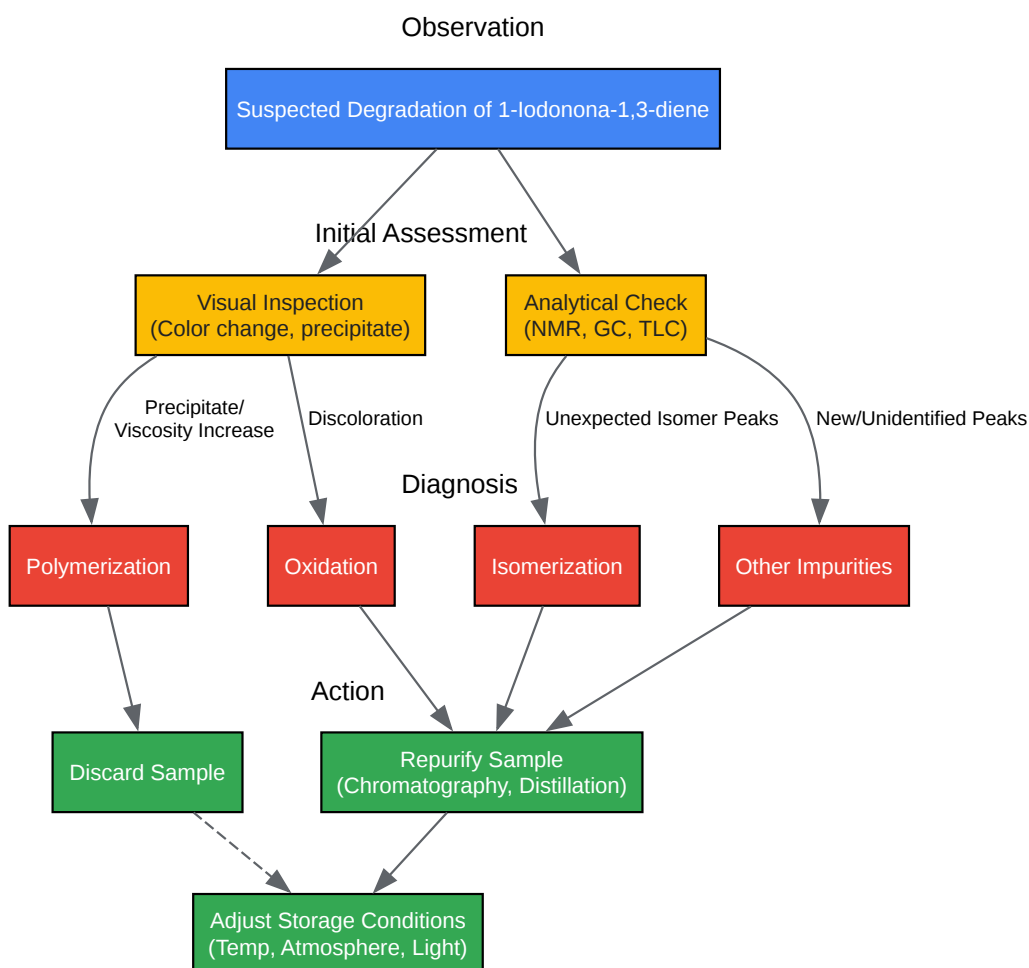 Observation
Suspected Degradation of 1-Iodonona-1,3-diene
Initial Assessment
Visual Inspection
(Color change, precipitate)
Analytical Check
(NMR, GC, TLC)
Precipitate/
Viscosity Increase
Discoloration
Unexpected Isomer Peaks
New/Unidentified Peaks
Diagnosis
Polymerization
Oxidation
Isomerization
Other Impurities
Action
Discard Sample
Repurify Sample
(Chromatography, Distillation)
Adjust Storage Conditions
(Temp, Atmosphere, Light)